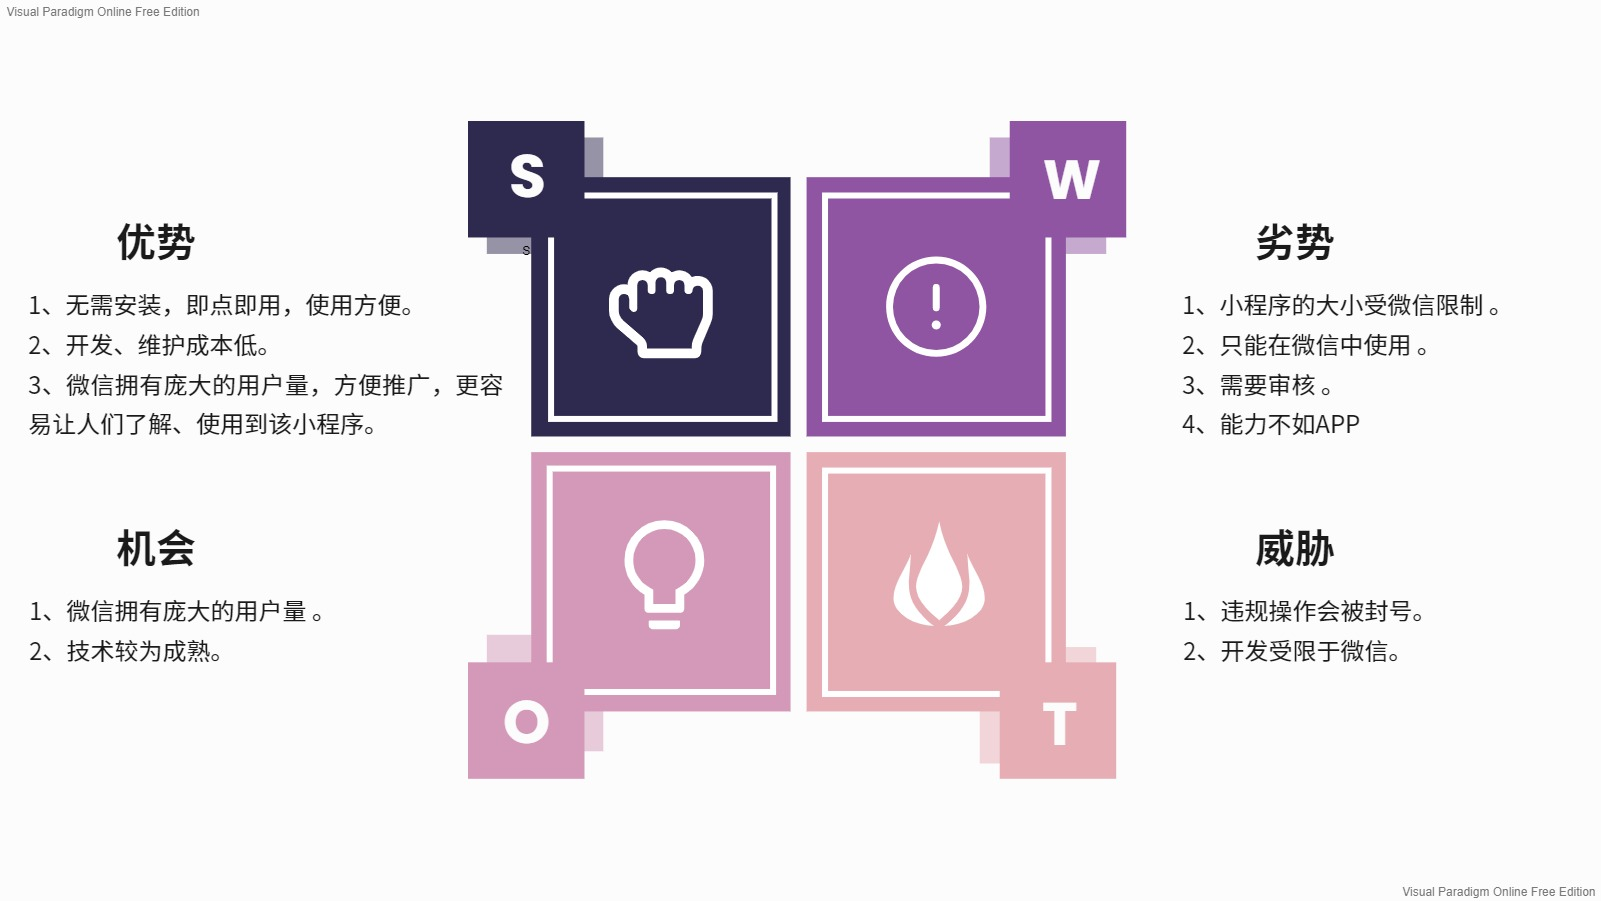 Visual Paradigm Online Free Edition
S
W
s
优势
1、无需安装，即点即用，使用方便。
2、开发、维护成本低。
3、微信拥有庞大的用户量，方便推广，更容
易让人们了解、使用到该小程序。
劣势
1、小程序的大小受微信限制 。
2、只能在微信中使用 。
3、需要审核 。
4、能力不如APP
机会
1、微信拥有庞大的用户量 。
2、技术较为成熟。
威胁
1、违规操作会被封号。
2、开发受限于微信。
O
T
Visual Paradigm Online Free Edition